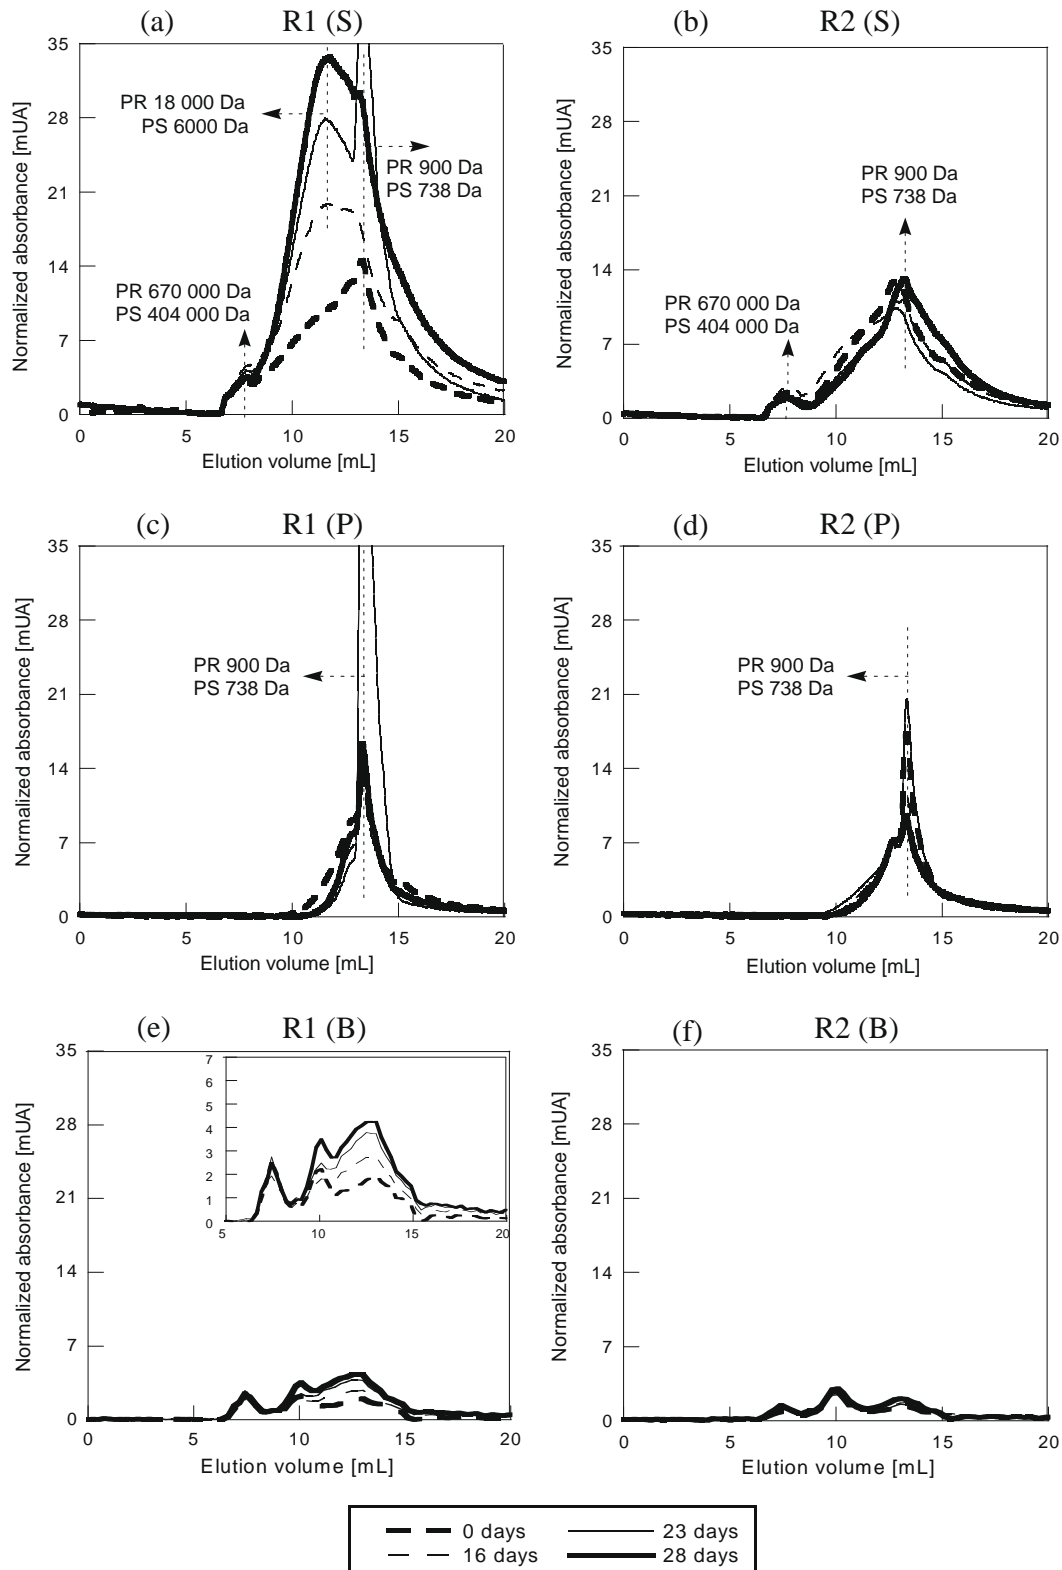 (a) R1 (S)
35
28
21
14
7
0
Normalized absorbance [mUA]
PR 18 000 Da
PS 6000 Da
PR 900 Da
PS 738 Da
PR 670 000 Da
PS 404 000 Da
0 5 10 15 20
Elution volume [mL]
(b) R2 (S)
35
28
21
14
7
0
Normalized absorbance [mUA]
PR 900 Da
PS 738 Da
PR 670 000 Da
PS 404 000 Da
0 5 10 15 20
Elution volume [mL]
(c) R1 (P)
35
28
21
14
7
0
Normalized absorbance [mUA]
PR 900 Da
PS 738 Da
0 5 10 15 20
Elution volume [mL]
(d) R2 (P)
35
28
21
14
7
0
Normalized absorbance [mUA]
PR 900 Da
PS 738 Da
0 5 10 15 20
Elution volume [mL]
(e) R1 (B)
35
28
21
14
7
0
Normalized absorbance [mUA]
7
6
5
4
3
2
1
0
5 10 15 20
0 5 10 15 20
Elution volume [mL]
(f) R2 (B)
35
28
21
14
7
0
Normalized absorbance [mUA]
0 5 10 15 20
Elution volume [mL]
0 days 23 days
16 days 28 days